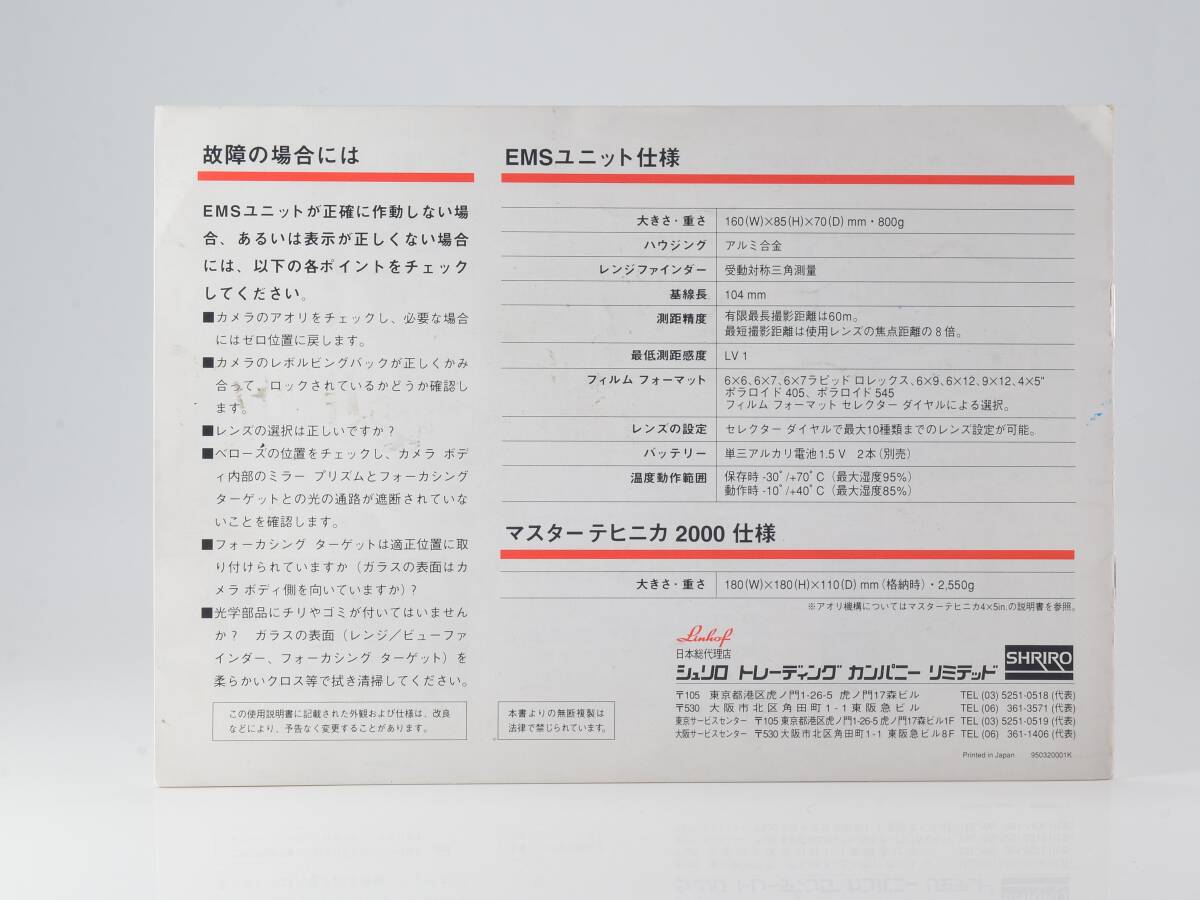 故障の場合には
EMSユニットが正確に作動しない場
合、あるいは表示が正しくない場合
には、以下の各ポイントをチェック
してください。
■カメラのアオリをチェックし、必要な場合
にはゼロ位置に戻します。
■カメラのレボルビングバックが正しくかみ
合って、ロックされているかどうか確認し
ます。
■レンズの選択は正しいですか?
■ベローズの位置をチェックし、カメラ ボデ
ィ内部のミラー プリズムとフォーカシング
ターゲットとの光の通路が遮断されていな
いことを確認します。
■フォーカシング ターゲットは適正位置に取
り付けられていますか(ガラスの表面はカ
メラ ボディ側を向いていますか)?
■光学部品にチリやゴミが付いてはいません
か? ガラスの表面(レンジ/ビューファ
インダー、フォーカシング ターゲット)を
柔らかいクロス等で拭き清掃してください。
この使用説明書に記載された外観および仕様は、改良
などにより、予告なく変更することがあります。
本書よりの無断複製は
法律で禁じられています。
EMSユニット仕様
大きさ・重さ 160(W)×85(H)×70(D) mm・800g
ハウジング アルミ合金
レンジファインダー 受動対称三角測量
基線長 104 mm
測距精度 有限最長撮影距離は60m。
最短撮影距離は使用レンズの焦点距離の8倍。
最低測距感度 LV 1
フィルム フォーマット 6×6、6×7、6×7ラピッド ロレックス、6×9、6×12、9×12、4×5"
ポラロイド 405、ポラロイド 545
フィルム フォーマット セレクター ダイヤルによる選択。
レンズの設定 セレクター ダイヤルで最大10種類までのレンズ設定が可能。
バッテリー 単三アルカリ電池1.5 V 2本(別売)
温度動作範囲 保存時 -30°/+70°C(最大湿度95%)
動作時 -10°/+40°C(最大湿度85%)
マスターテヒニカ 2000 仕様
大きさ・重さ 180(W)×180(H)×110(D) mm(格納時)・2,550g
※アオリ機構についてはマスターテヒニカ4×5in.の説明書を参照。
Linhof
日本総代理店
シュリロ トレーディング カンパニー リミテッド SHRIRO
〒105 東京都港区虎ノ門1-26-5 虎ノ門17森ビル TEL (03) 5251-0518 (代表)
〒530 大阪市北区角田町1-1東阪急ビル TEL (06) 361-3571 (代表)
東京サービスセンター 〒105 東京都港区虎ノ門1-26-5 虎ノ門17森ビル1F TEL (03) 5251-0519 (代表)
大阪サービスセンター 〒530 大阪市北区角田町1-1 東阪急ビル8F TEL (06) 361-1406 (代表)
Printed in Japan 950320001K